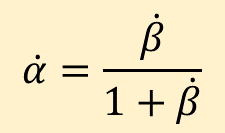 α̇ = β̇ / (1 + β̇)